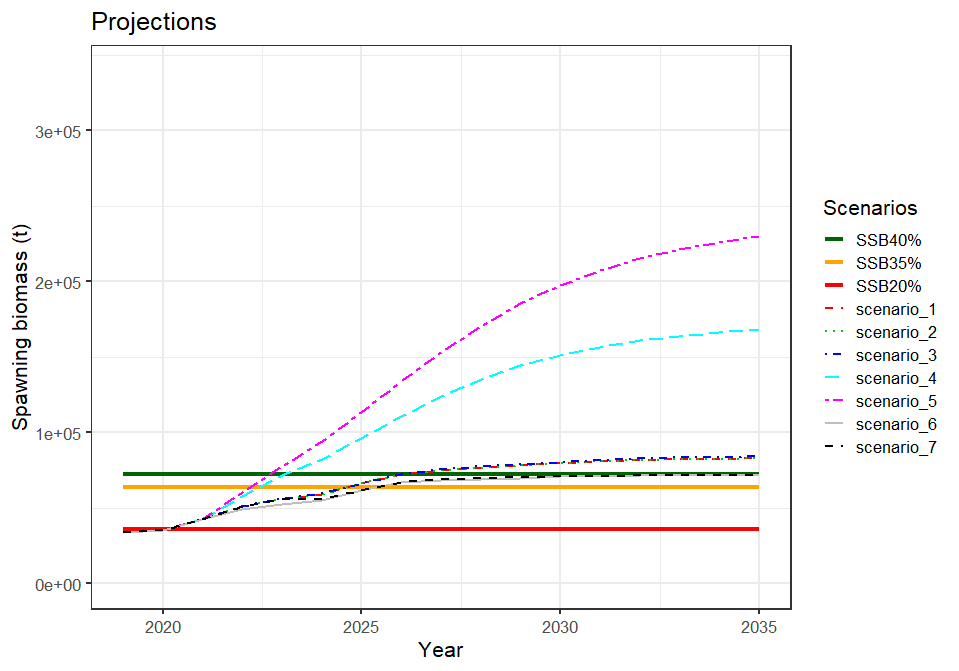 Projections
Spawning biomass (t)
3e+05
2e+05
1e+05
0e+00
2020 2025 2030 2035
Year
Scenarios
SSB40%
SSB35%
SSB20%
scenario_1
scenario_2
scenario_3
scenario_4
scenario_5
scenario_6
scenario_7